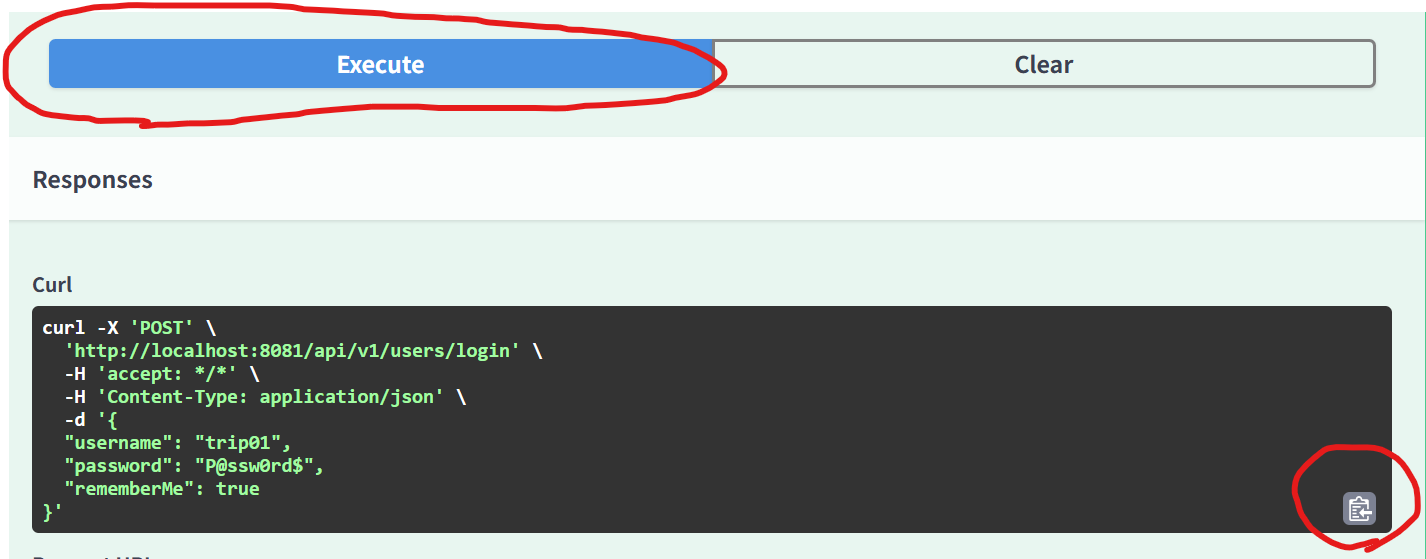 Execute
Clear
Responses
Curl
curl -X 'POST' \
  'http://localhost:8081/api/v1/users/login' \
  -H 'accept: */*' \
  -H 'Content-Type: application/json' \
  -d '{
  "username": "trip01",
  "password": "P@ssw0rd$",
  "rememberMe": true
}'